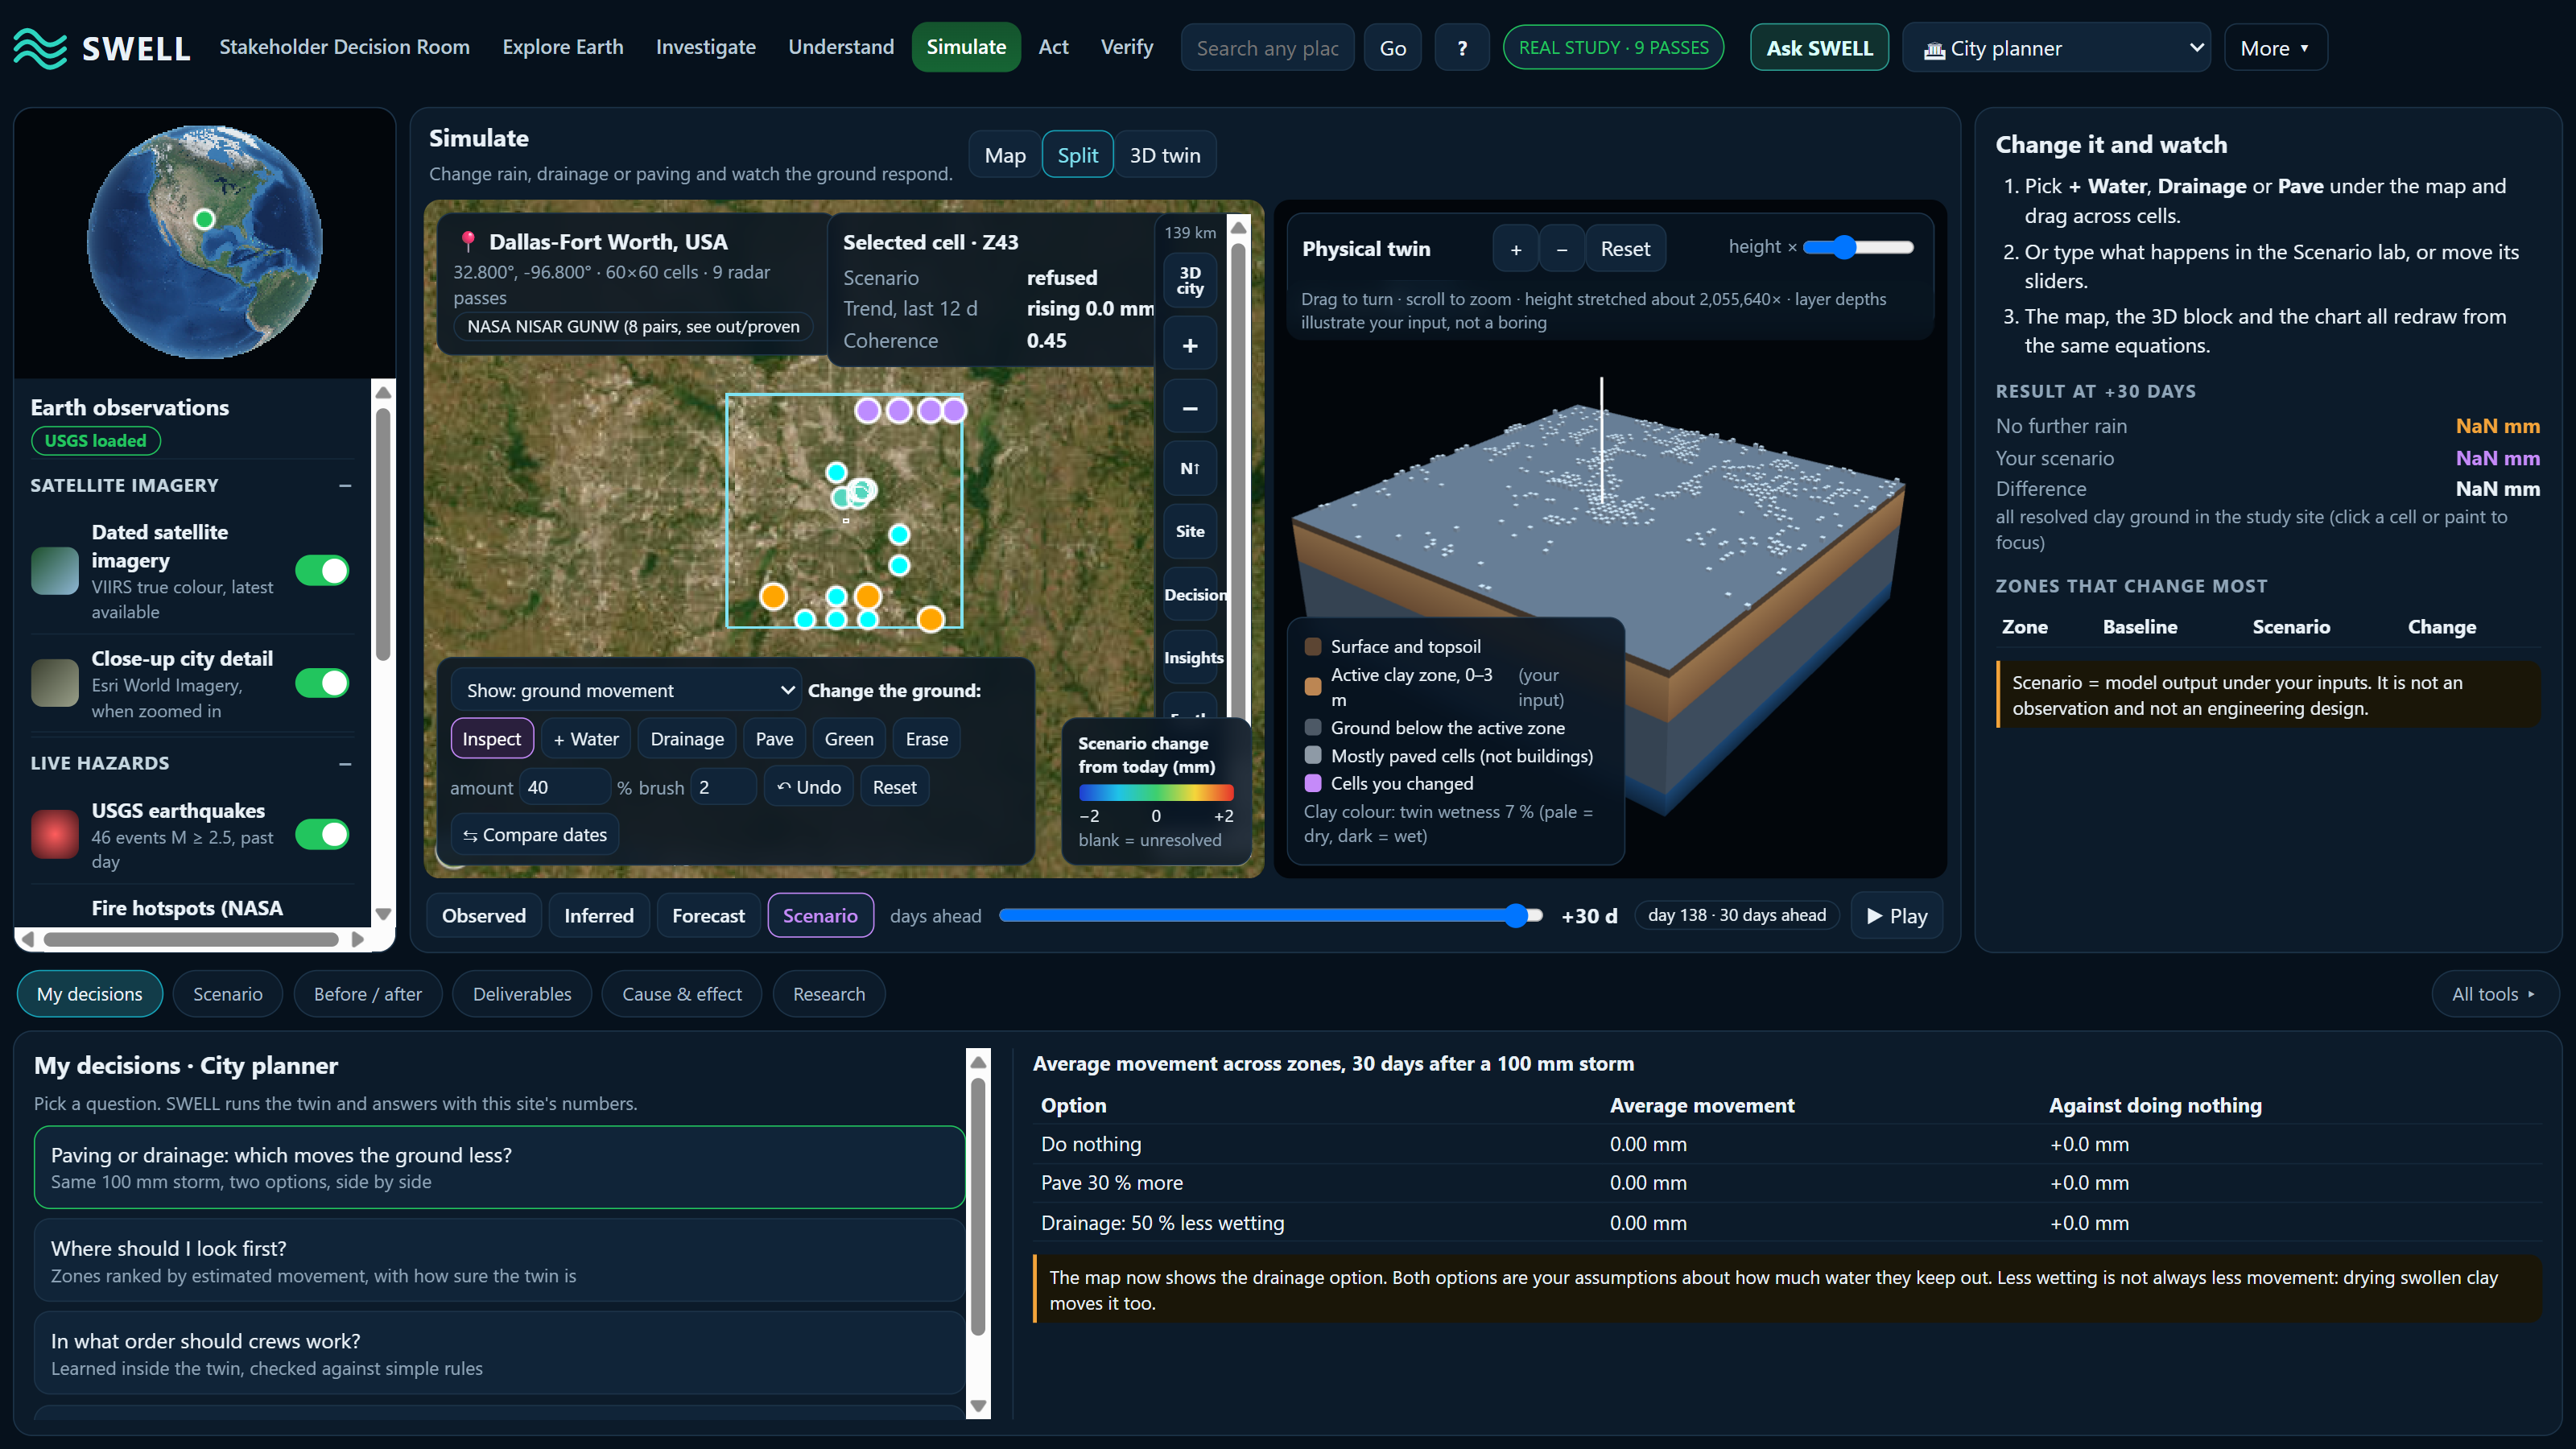 SWELL
Stakeholder Decision Room
Explore Earth
Investigate
Understand
Simulate
Act
Verify
Search any plac
Go
?
REAL STUDY · 9 PASSES
Ask SWELL
City planner
More ▾
Earth observations
USGS loaded
SATELLITE IMAGERY
Dated satellite
imagery
VIIRS true colour, latest
available
Close-up city detail
Esri World Imagery,
when zoomed in
LIVE HAZARDS
USGS earthquakes
46 events M ≥ 2.5, past
day
Fire hotspots (NASA
Simulate
Change rain, drainage or paving and watch the ground respond.
Map
Split
3D twin
Dallas-Fort Worth, USA
32.800°, -96.800° · 60×60 cells · 9 radar
passes
NASA NISAR GUNW (8 pairs, see out/proven
Selected cell · Z43
Scenario refused
Trend, last 12 d rising 0.0 mm
Coherence 0.45
139 km
3D
city
+
−
N↑
Site
Decision
Insights
Show: ground movement
Change the ground:
Inspect
+ Water
Drainage
Pave
Green
Erase
amount 40 % brush 2
↶ Undo
Reset
⇆ Compare dates
Scenario change
from today (mm)
−2 0 +2
blank = unresolved
Physical twin
+
−
Reset
height ×
Drag to turn · scroll to zoom · height stretched about 2,055,640× · layer depths
illustrate your input, not a boring
Surface and topsoil
Active clay zone, 0–3
m
(your
input)
Ground below the active zone
Mostly paved cells (not buildings)
Cells you changed
Clay colour: twin wetness 7 % (pale =
dry, dark = wet)
Observed
Inferred
Forecast
Scenario
days ahead
+30 d
day 138 · 30 days ahead
▶ Play
Change it and watch
1. Pick + Water, Drainage or Pave under the map and
drag across cells.
2. Or type what happens in the Scenario lab, or move its
sliders.
3. The map, the 3D block and the chart all redraw from
the same equations.
RESULT AT +30 DAYS
No further rain NaN mm
Your scenario NaN mm
Difference NaN mm
all resolved clay ground in the study site (click a cell or paint to
focus)
ZONES THAT CHANGE MOST
Zone Baseline Scenario Change
Scenario = model output under your inputs. It is not an
observation and not an engineering design.
My decisions
Scenario
Before / after
Deliverables
Cause & effect
Research
All tools ▸
My decisions · City planner
Pick a question. SWELL runs the twin and answers with this site's numbers.
Paving or drainage: which moves the ground less?
Same 100 mm storm, two options, side by side
Where should I look first?
Zones ranked by estimated movement, with how sure the twin is
In what order should crews work?
Learned inside the twin, checked against simple rules
Average movement across zones, 30 days after a 100 mm storm
Option Average movement Against doing nothing
Do nothing 0.00 mm +0.0 mm
Pave 30 % more 0.00 mm +0.0 mm
Drainage: 50 % less wetting 0.00 mm +0.0 mm
The map now shows the drainage option. Both options are your assumptions about how much water they keep out. Less wetting is not always less movement: drying swollen clay
moves it too.